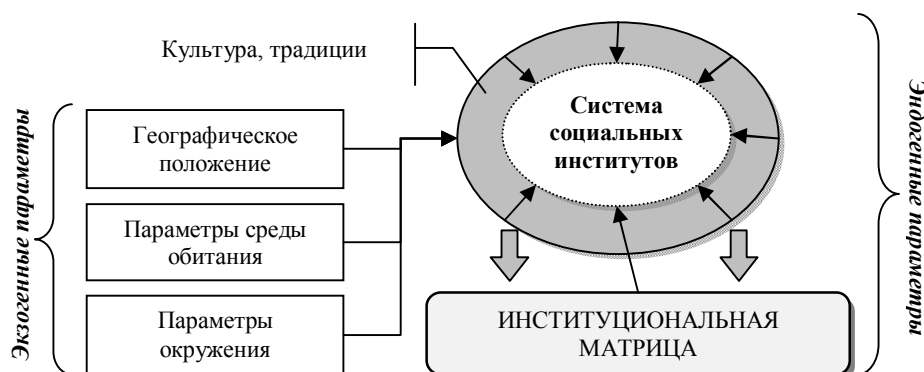 Культура, традиции
Экзогенные параметры
Географическое
положение
Параметры среды
обитания
Параметры
окружения
Система
социальных
институтов
ИНСТИТУЦИОНАЛЬНАЯ
МАТРИЦА
Эндогенные параметры